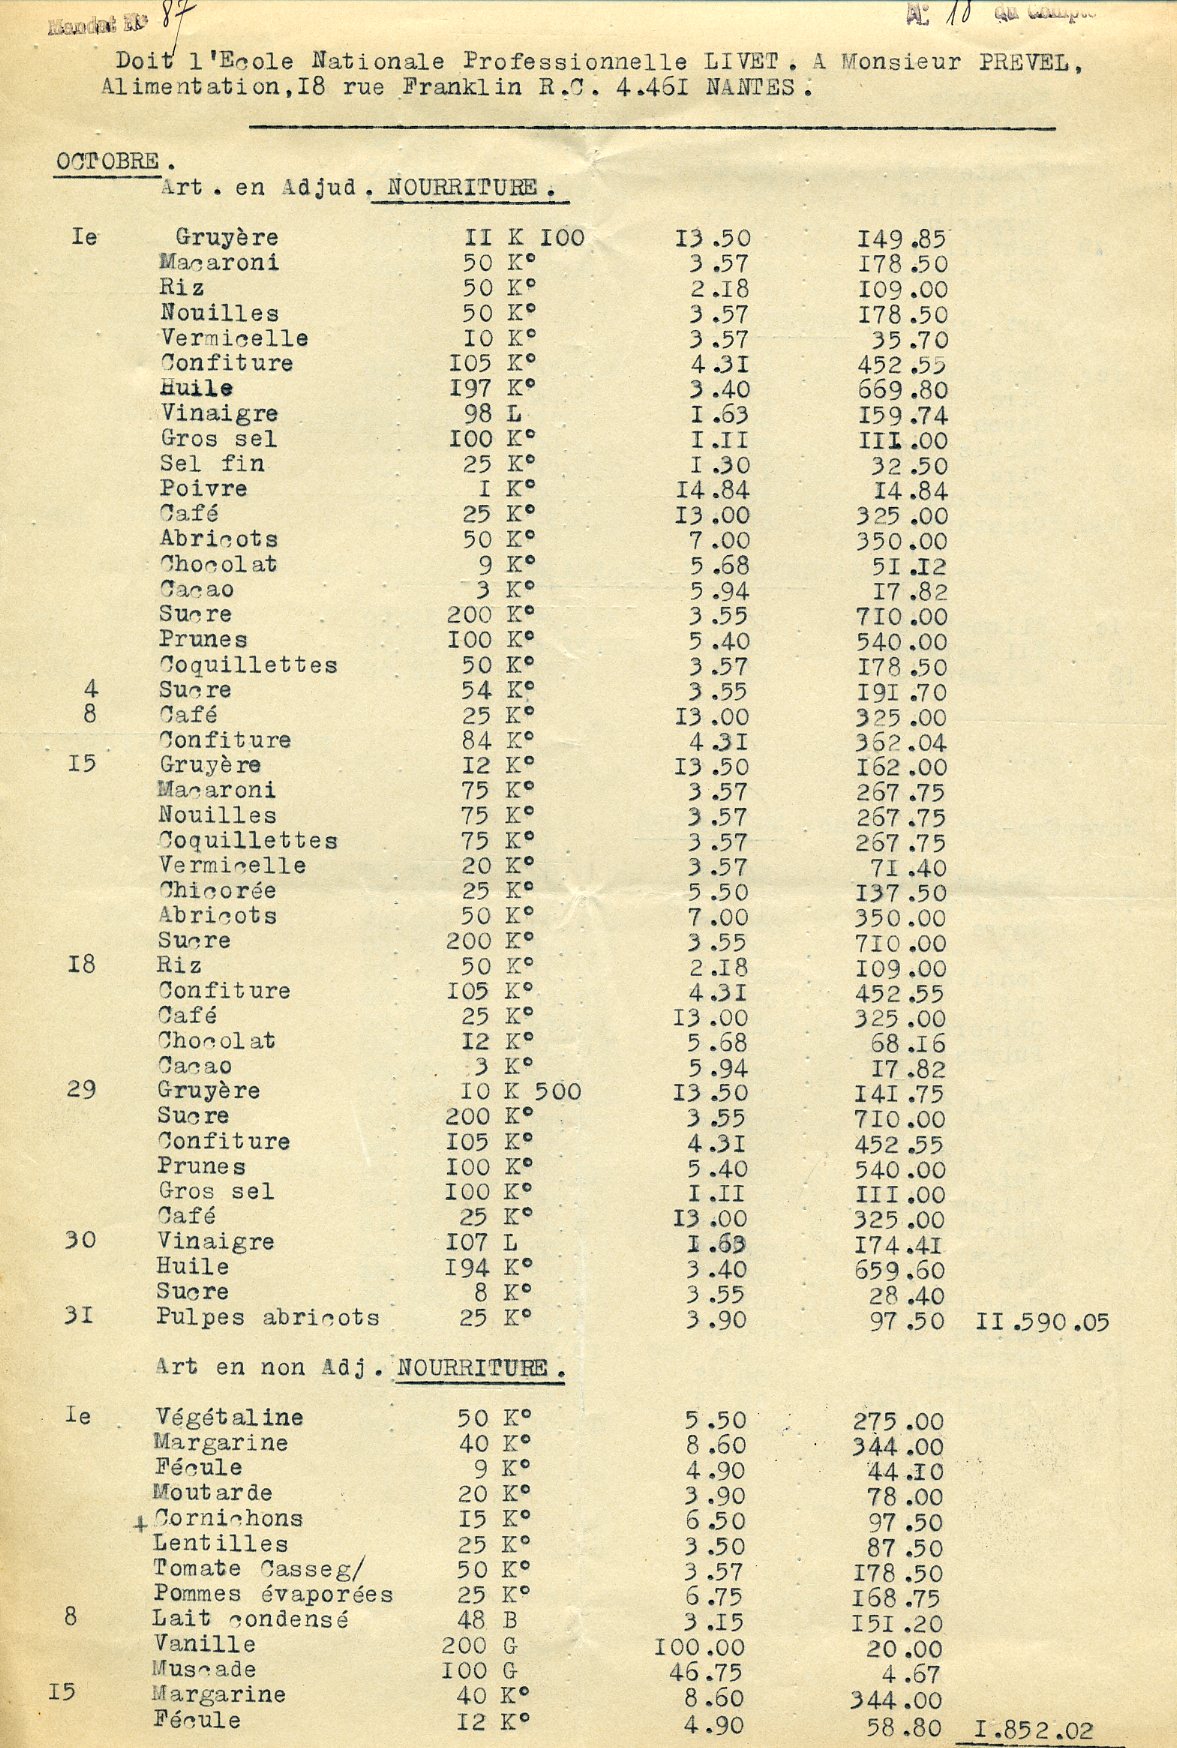 Mandat No 87
No 18 du Compte
Doit l'Ecole Nationale Professionnelle LIVET. A Monsieur PREVEL,
Alimentation,I8 rue Franklin R.C. 4.46I NANTES.
OCTOBRE.
Art. en Adjud. NOURRITURE.
Ie Gruyère II K I00 I3.50 I49.85
Macaroni 50 K° 3.57 I78.50
Riz 50 K° 2.I8 I09.00
Nouilles 50 K° 3.57 I78.50
Vermicelle I0 K° 3.57 35.70
Confiture I05 K° 4.3I 452.55
Huile I97 K° 3.40 669.80
Vinaigre 98 L I.63 I59.74
Gros sel I00 K° I.II III.00
Sel fin 25 K° I.30 32.50
Poivre I K° I4.84 I4.84
Café 25 K° I3.00 325.00
Abricots 50 K° 7.00 350.00
Chocolat 9 K° 5.68 5I.I2
Cacao 3 K° 5.94 I7.82
Sucre 200 K° 3.55 7I0.00
Prunes I00 K° 5.40 540.00
Coquillettes 50 K° 3.57 I78.50
4 Sucre 54 K° 3.55 I9I.70
8 Café 25 K° I3.00 325.00
Confiture 84 K° 4.3I 362.04
I5 Gruyère I2 K° I3.50 I62.00
Macaroni 75 K° 3.57 267.75
Nouilles 75 K° 3.57 267.75
Coquillettes 75 K° 3.57 267.75
Vermicelle 20 K° 3.57 7I.40
Chicorée 25 K° 5.50 I37.50
Abricots 50 K° 7.00 350.00
Sucre 200 K° 3.55 7I0.00
I8 Riz 50 K° 2.I8 I09.00
Confiture I05 K° 4.3I 452.55
Café 25 K° I3.00 325.00
Chocolat I2 K° 5.68 68.I6
Cacao 3 K° 5.94 I7.82
29 Gruyère I0 K 500 I3.50 I4I.75
Sucre 200 K° 3.55 7I0.00
Confiture I05 K° 4.3I 452.55
Prunes I00 K° 5.40 540.00
Gros sel I00 K° I.II III.00
Café 25 K° I3.00 325.00
30 Vinaigre I07 L I.63 I74.4I
Huile I94 K° 3.40 659.60
Sucre 8 K° 3.55 28.40
3I Pulpes abricots 25 K° 3.90 97.50 II.590.05
Art en non Adj. NOURRITURE.
Ie Végétaline 50 K° 5.50 275.00
Margarine 40 K° 8.60 344.00
Fécule 9 K° 4.90 44.I0
Moutarde 20 K° 3.90 78.00
+ Cornichons I5 K° 6.50 97.50
Lentilles 25 K° 3.50 87.50
Tomate Casseg/ 50 K° 3.57 I78.50
Pommes évaporées 25 K° 6.75 I68.75
8 Lait condensé 48 B 3.I5 I5I.20
Vanille 200 G I00.00 20.00
Muscade I00 G 46.75 4.67
I5 Margarine 40 K° 8.60 344.00
Fécule I2 K° 4.90 58.80 I.852.02